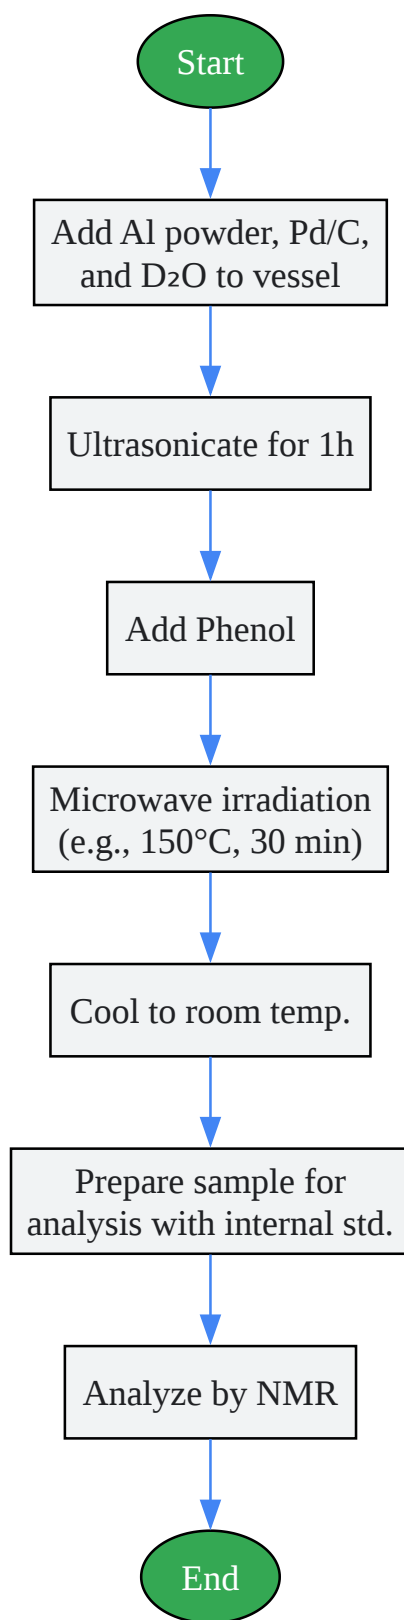 Start
Add Al powder, Pd/C,
and D₂O to vessel
Ultrasonicate for 1h
Add Phenol
Microwave irradiation
(e.g., 150°C, 30 min)
Cool to room temp.
Prepare sample for
analysis with internal std.
Analyze by NMR
End